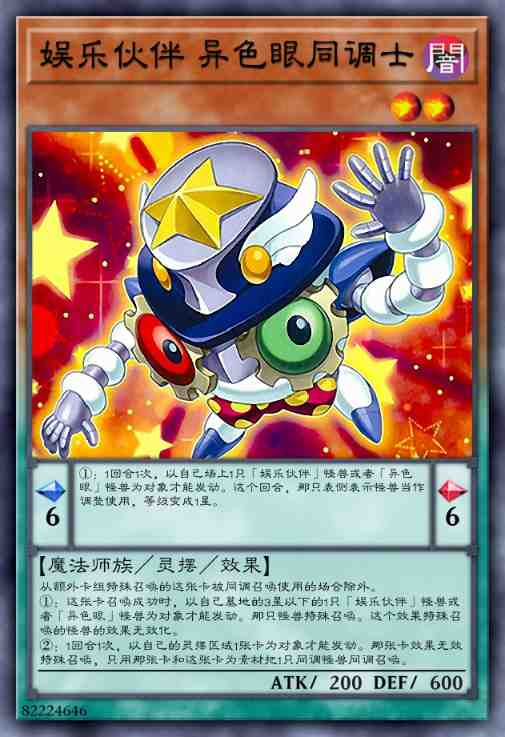 娱乐伙伴 异色眼同调士
闇
①：1回合1次，以自己场上1只「娱乐伙伴」怪兽或者「异色
眼」怪兽为对象才能发动。这个回合，那只表侧表示怪兽当作
调整使用，等级变成1星。
6
6
【魔法师族／灵摆／效果】
从额外卡组特殊召唤的这张卡被同调召唤使用的场合除外。
①：这张卡召唤成功时，以自己墓地的3星以下的1只「娱乐伙伴」怪兽或
者「异色眼」怪兽为对象才能发动。那只怪兽特殊召唤。这个效果特殊召
唤的怪兽的效果无效化。
②：1回合1次，以自己的灵摆区域1张卡为对象才能发动。那张卡效果无效
特殊召唤，只用那张卡和这张卡为素材把1只同调怪兽同调召唤。
ATK/ 200 DEF/ 600
82224646